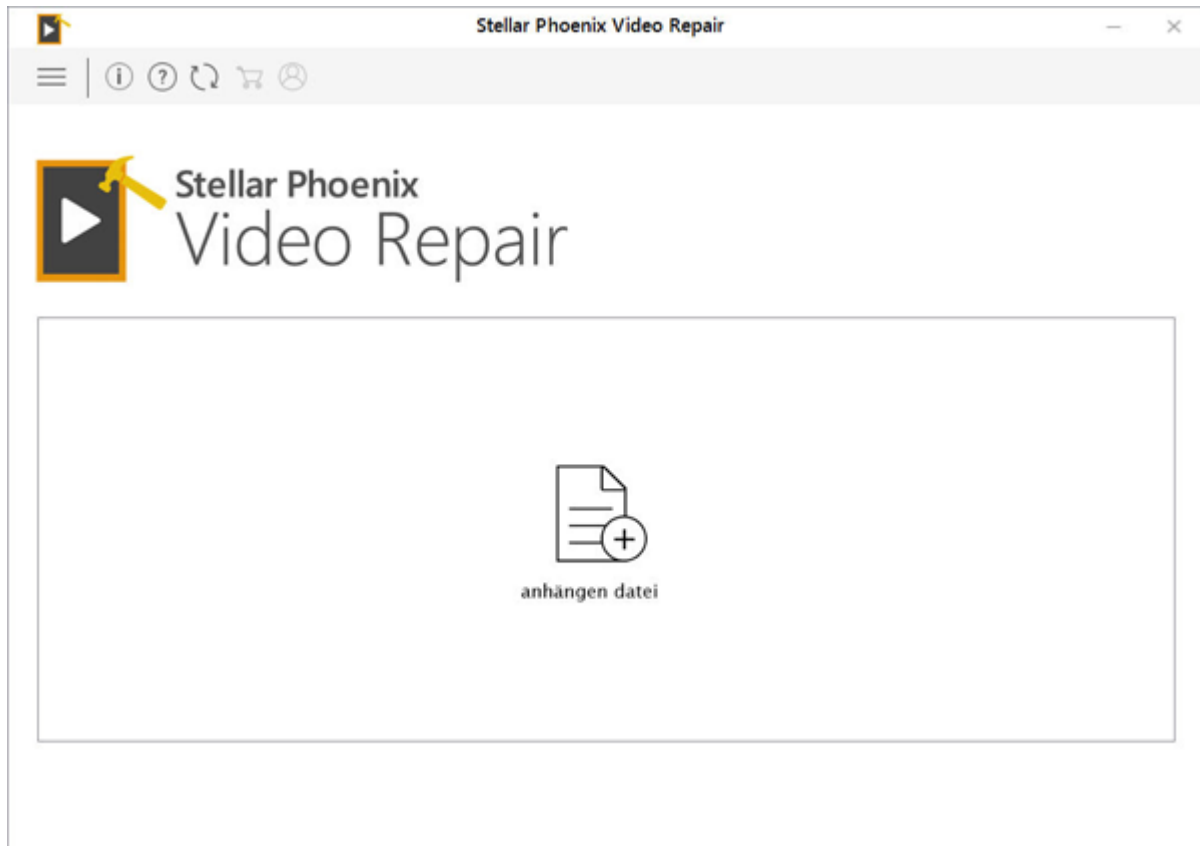 Stellar Phoenix Video Repair
Stellar Phoenix
Video Repair
anhängen datei